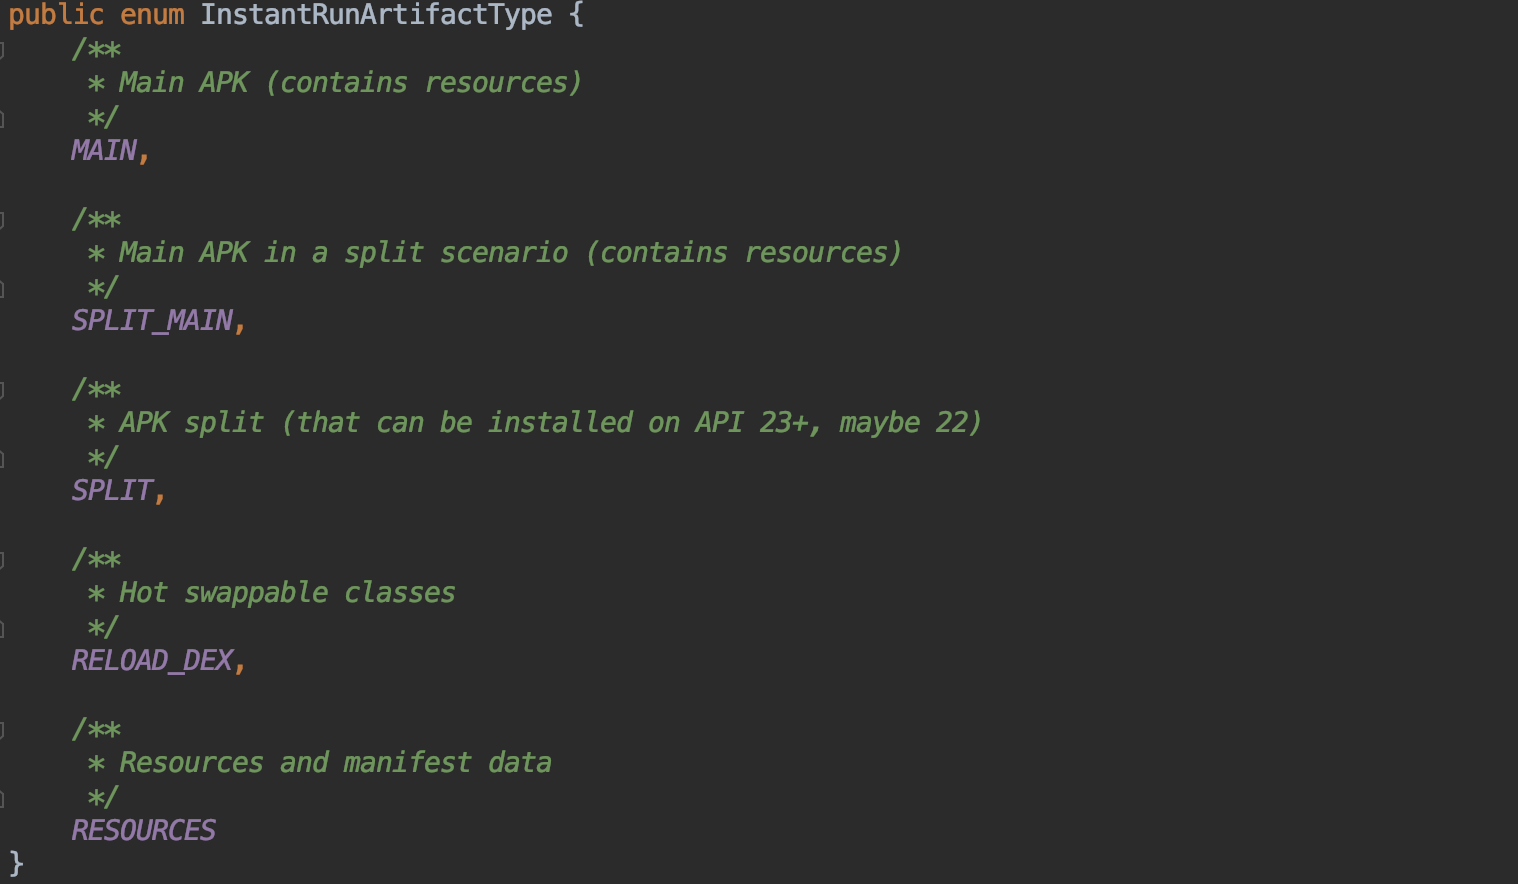 public enum InstantRunArtifactType {
/**
* Main APK (contains resources)
*/
MAIN,
/**
* Main APK in a split scenario (contains resources)
*/
SPLIT_MAIN,
/**
* APK split (that can be installed on API 23+, maybe 22)
*/
SPLIT,
/**
* Hot swappable classes
*/
RELOAD_DEX,
/**
* Resources and manifest data
*/
RESOURCES
}